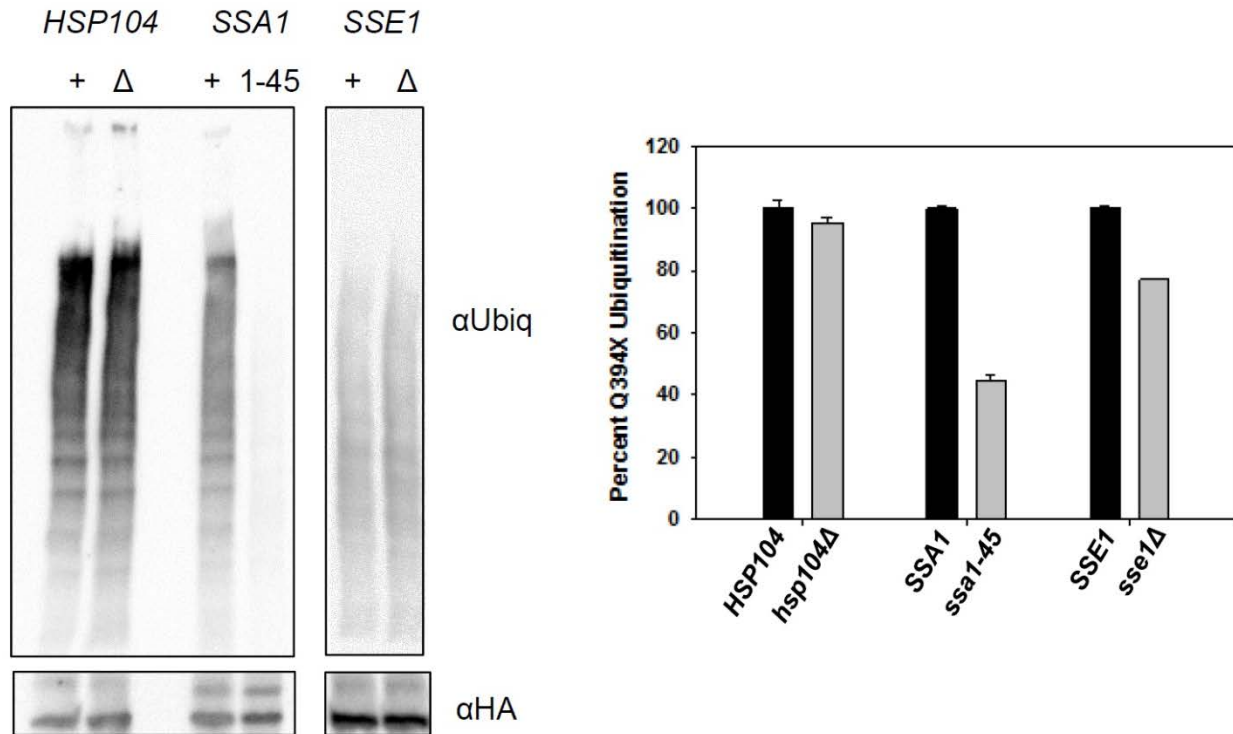 HSP104 SSA1 SSE1
+ Δ + 1-45 + Δ
αUbiq
αHA
Percent Q394X Ubiquitination
120
100
80
60
40
20
0
HSP104
hsp104Δ
SSA1
ssa1-45
SSE1
sse1Δ